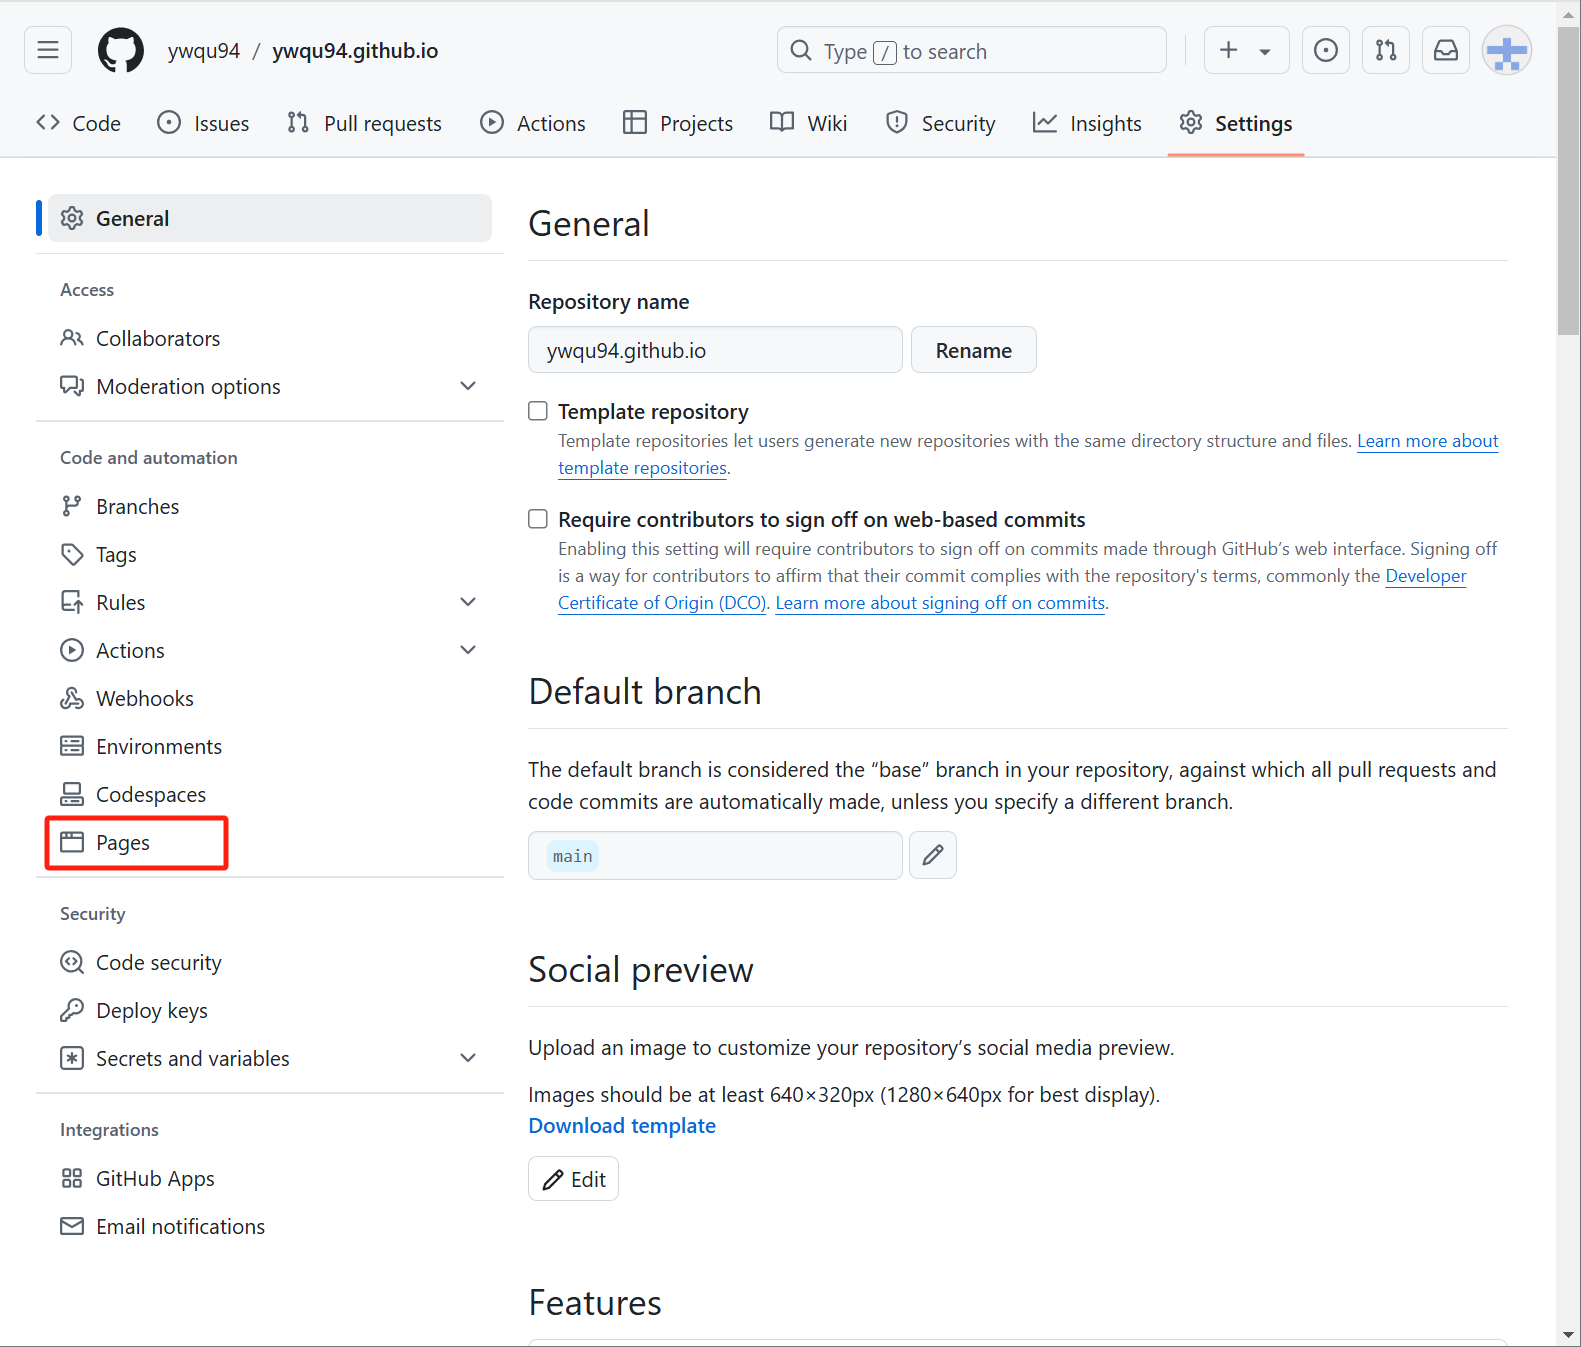 ywqu94 / ywqu94.github.io
Type / to search
Code
Issues
Pull requests
Actions
Projects
Wiki
Security
Insights
Settings
General
Access
Collaborators
Moderation options
Code and automation
Branches
Tags
Rules
Actions
Webhooks
Environments
Codespaces
Pages
Security
Code security
Deploy keys
Secrets and variables
Integrations
GitHub Apps
Email notifications
General
Repository name
ywqu94.github.io
Rename
Template repository
Template repositories let users generate new repositories with the same directory structure and files. Learn more about
template repositories.
Require contributors to sign off on web-based commits
Enabling this setting will require contributors to sign off on commits made through GitHub’s web interface. Signing off
is a way for contributors to affirm that their commit complies with the repository's terms, commonly the Developer
Certificate of Origin (DCO). Learn more about signing off on commits.
Default branch
The default branch is considered the “base” branch in your repository, against which all pull requests and
code commits are automatically made, unless you specify a different branch.
main
Social preview
Upload an image to customize your repository’s social media preview.
Images should be at least 640×320px (1280×640px for best display).
Download template
Edit
Features